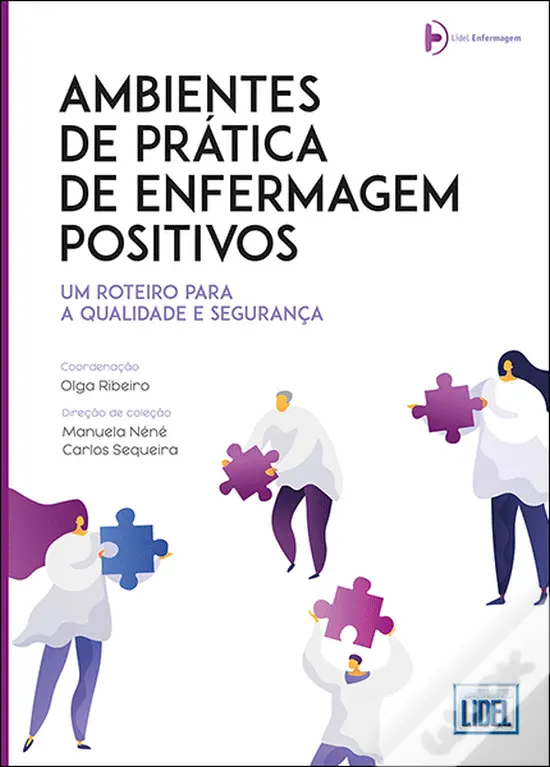 Lidel Enfermagem
AMBIENTES
DE PRÁTICA
DE ENFERMAGEM
POSITIVOS
UM ROTEIRO PARA
A QUALIDADE E SEGURANÇA
Coordenação
Olga Ribeiro
Direção de coleção
Manuela Néné
Carlos Sequeira
LIDEL